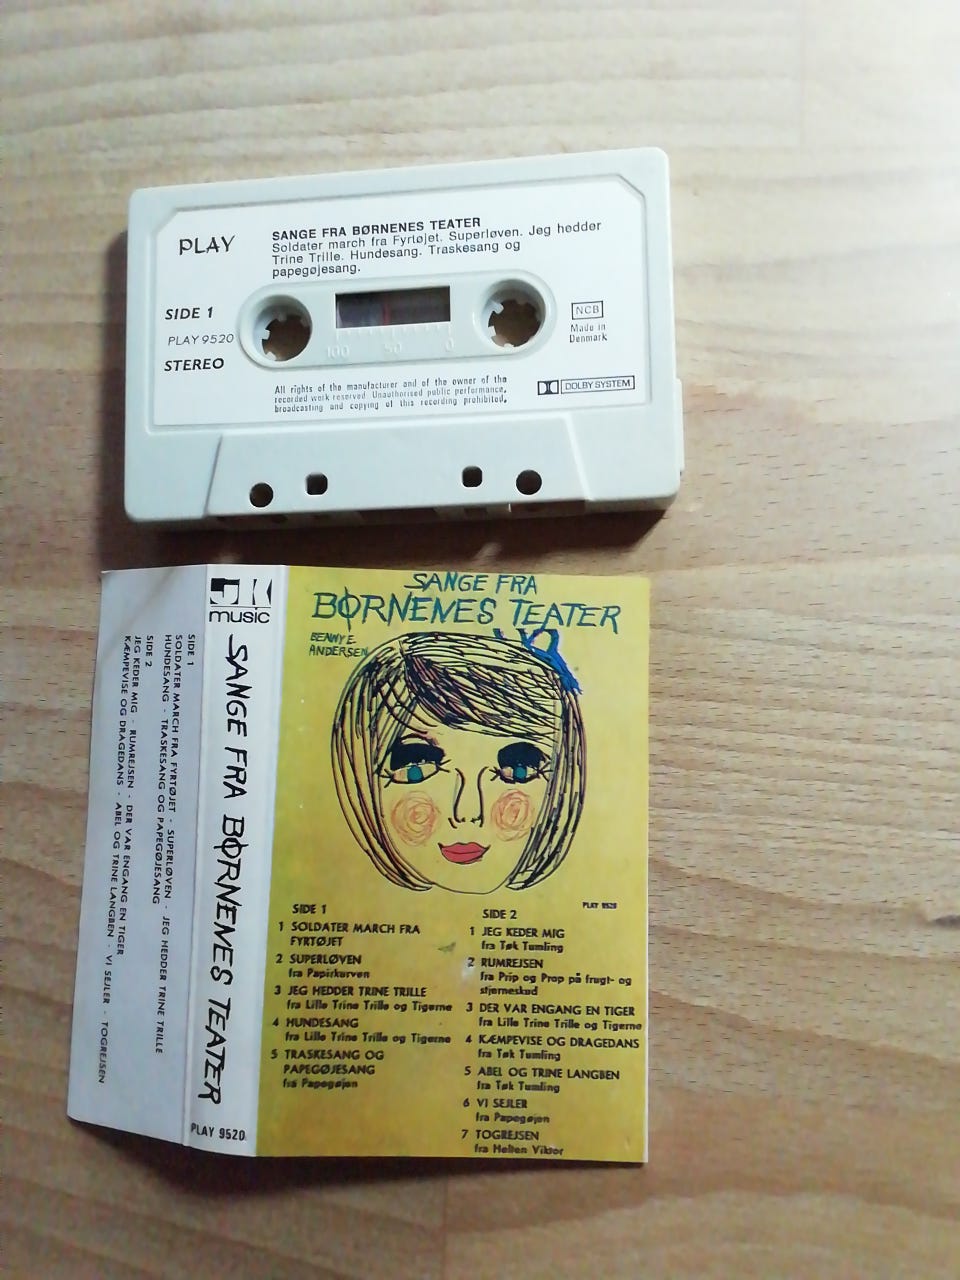 PLAY
SANGE FRA BØRNENES TEATER
Soldater march fra Fyrtøjet. Superløven. Jeg hedder
Trine Trille. Hundesang. Traskesang og
papegøjesang.
SIDE 1
PLAY 9520
STEREO
NCB
Made in
Denmark
100 50 0
All rights of the manufacturer and of the owner of the
recorded work reserved. Unauthorised public performance,
broadcasting and copying of this recording prohibited.
DOLBY SYSTEM
SIDE 1
SOLDATER MARCH FRA FYRTØJET - SUPERLØVEN - JEG HEDDER TRINE TRILLE
HUNDESANG - TRASKESANG OG PAPEGØJESANG
SIDE 2
JEG KEDER MIG - RUMREJSEN - DER VAR ENGANG EN TIGER
KÆMPEVISE OG DRAGEDANS - ABEL OG TRINE LANGBEN - VI SEJLER - TOGREJSEN
JK
music
SANGE FRA BØRNENES TEATER
PLAY 9520
SANGE FRA
BØRNENES TEATER
BENNY E.
ANDERSEN
PLAY 9520
SIDE 1
1 SOLDATER MARCH FRA
FYRTØJET
2 SUPERLØVEN
fra Papirkurven
3 JEG HEDDER TRINE TRILLE
fra Lille Trine Trille og Tigerne
4 HUNDESANG
fra Lille Trine Trille og Tigerne
5 TRASKESANG OG
PAPEGØJESANG
fra Papegøjen
SIDE 2
1 JEG KEDER MIG
fra Tøk Tumling
2 RUMREJSEN
fra Prip og Prop på frugt- og
stjerneskud
3 DER VAR ENGANG EN TIGER
fra Lille Trine Trille og Tigerne
4 KÆMPEVISE OG DRAGEDANS
fra Tøk Tumling
5 ABEL OG TRINE LANGBEN
fra Tøk Tumling
6 VI SEJLER
fra Papegøjen
7 TOGREJSEN
fra Helten Viktor